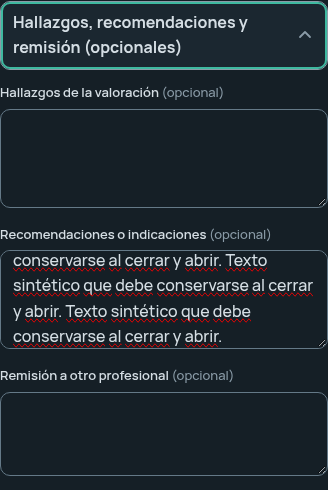 Hallazgos, recomendaciones y
remisión (opcionales)
Hallazgos de la valoración (opcional)
Recomendaciones o indicaciones (opcional)
conservarse al cerrar y abrir. Texto
sintético que debe conservarse al cerrar
y abrir. Texto sintético que debe
conservarse al cerrar y abrir.
Remisión a otro profesional (opcional)